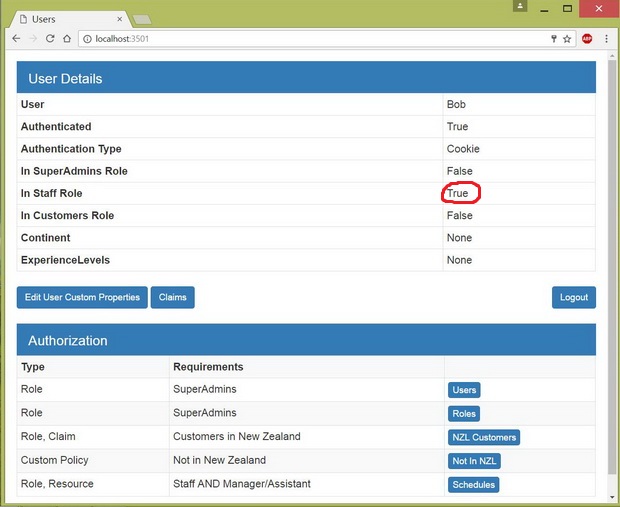 Users
localhost:3501
ABP
User Details
User Bob
Authenticated True
Authentication Type Cookie
In SuperAdmins Role False
In Staff Role True
In Customers Role False
Continent None
ExperienceLevels None
Edit User Custom Properties Claims Logout
Authorization
Type Requirements
Role SuperAdmins Users
Role SuperAdmins Roles
Role, Claim Customers in New Zealand NZL Customers
Custom Policy Not in New Zealand Not In NZL
Role, Resource Staff AND Manager/Assistant Schedules